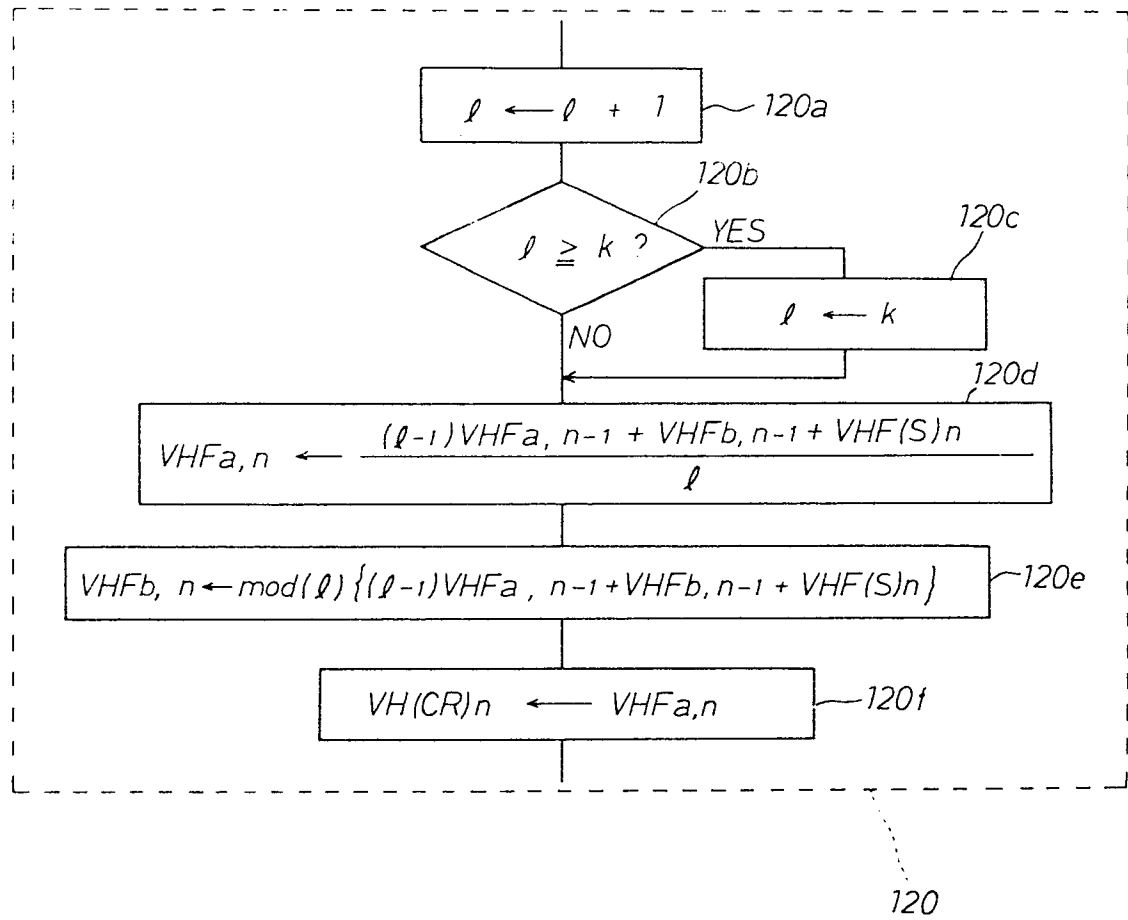 ℓ ← ℓ + 1
120a
120b
ℓ ≧ k ?
YES
120c
ℓ ← k
NO
120d
VHFa, n ← (ℓ-1)VHFa, n-1 + VHFb, n-1 + VHF(S)n
ℓ
VHFb, n ← mod(ℓ) {(ℓ-1)VHFa, n-1 + VHFb, n-1 + VHF(S)n}
120e
VH(CR)n ← VHFa,n
120f
120